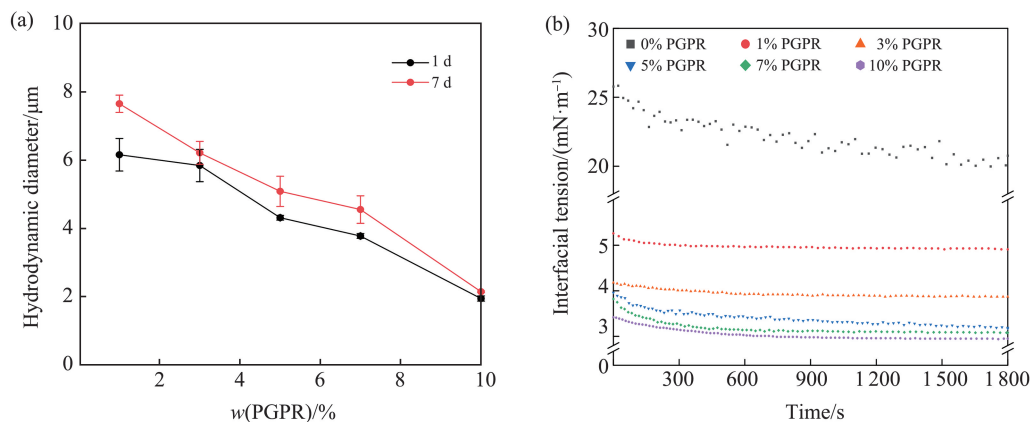 (a)
10
8
6
4
2
0
2 4 6 8 10
Hydrodynamic diameter/μm
w(PGPR)/%
1 d
7 d
(b)
30
25
20
5
4
3
0
300 600 900 1 200 1 500 1 800
Interfacial tension/(mN·m⁻¹)
Time/s
0% PGPR 1% PGPR 3% PGPR
5% PGPR 7% PGPR 10% PGPR